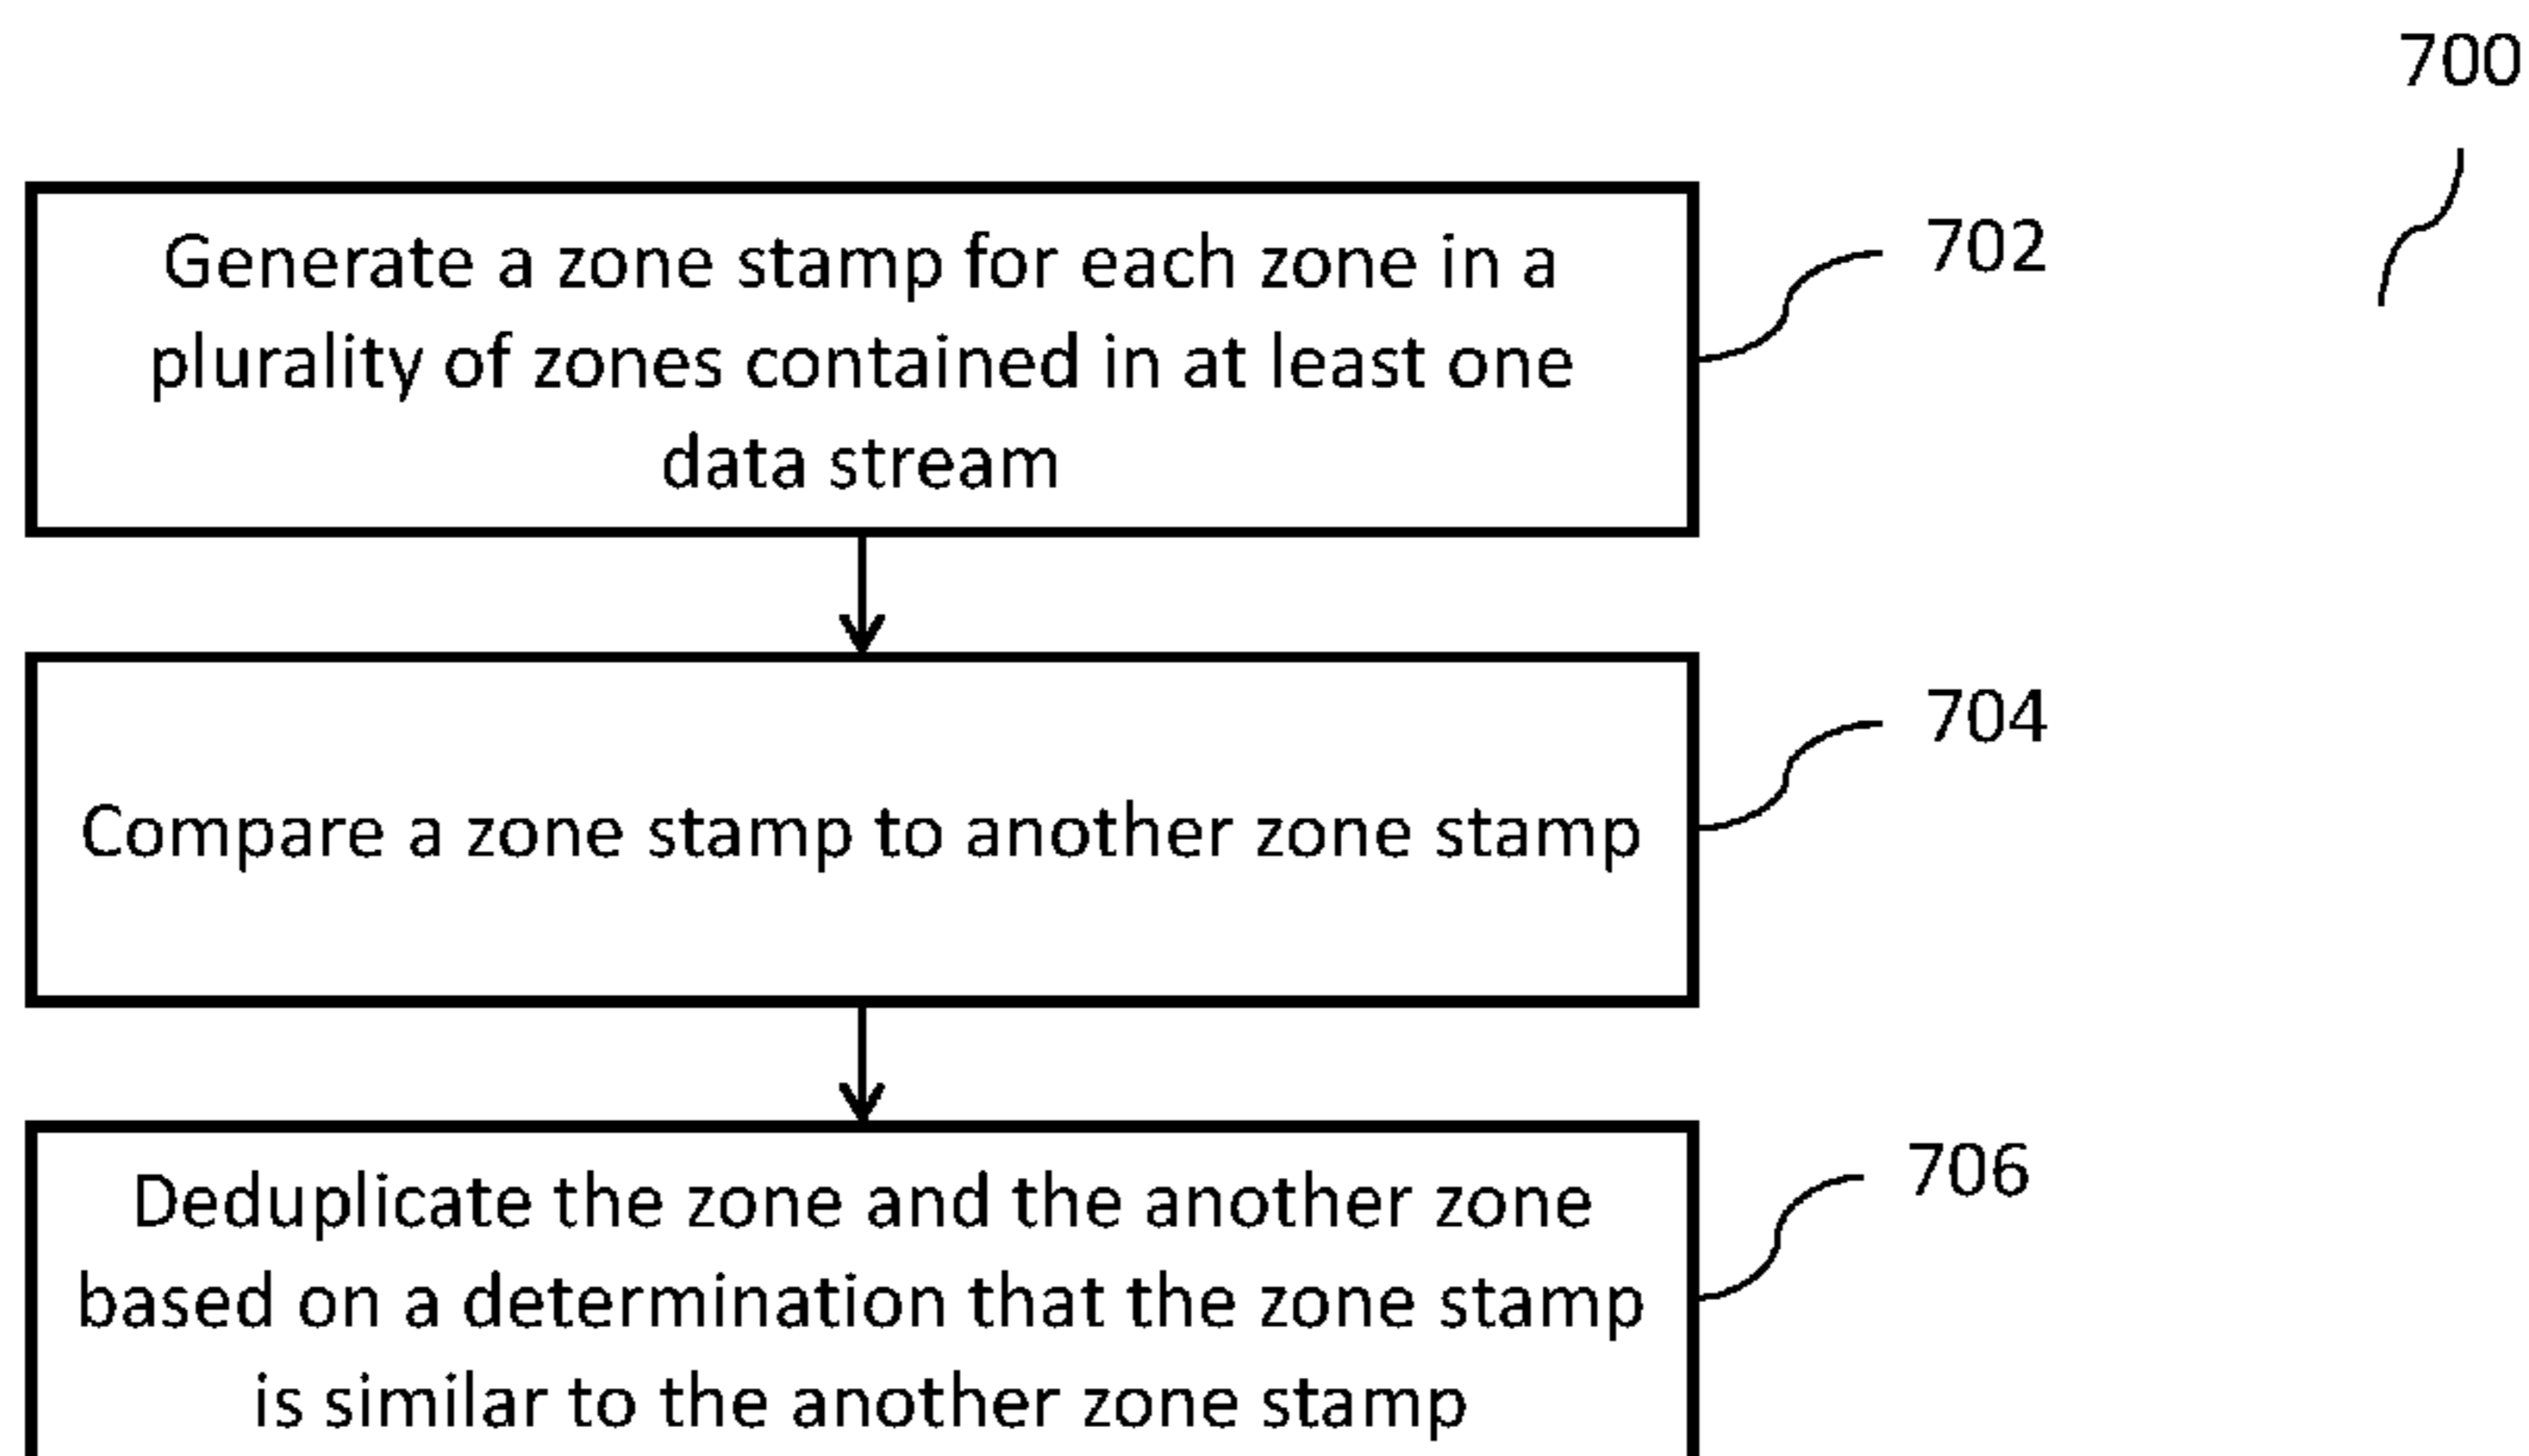 700
Generate a zone stamp for each zone in a
plurality of zones contained in at least one
data stream
702
Compare a zone stamp to another zone stamp
704
Deduplicate the zone and the another zone
based on a determination that the zone stamp
is similar to the another zone stamp
706